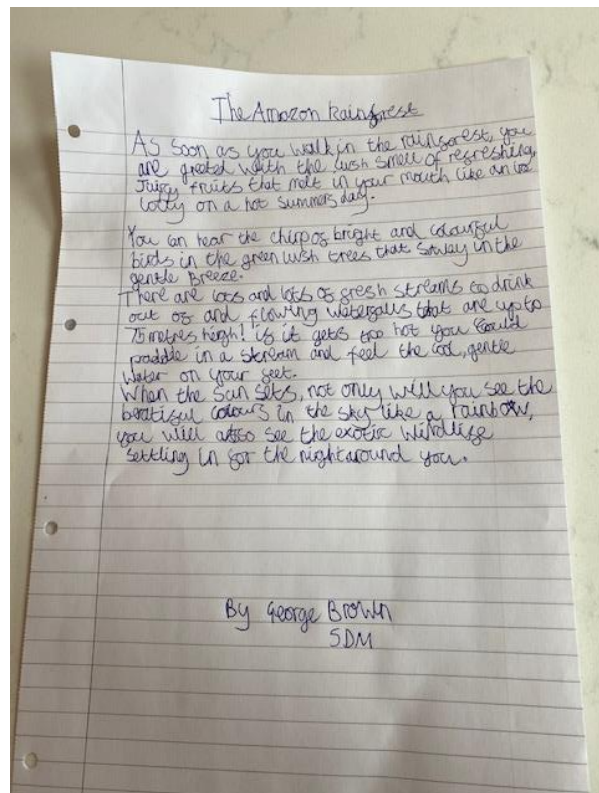 The Amazon Rainforest
As soon as you walk in the rainforest, you
are greated with the lush smell of refreshing,
Juicy fruits that melt in your mouth like an ice
lolly on a hot summers day.
You can hear the chirp of bright and colourful
birds in the green lush trees that sway in the
gentle Breeze.
There are lots and lots of fresh streams to drink
out of and flowing waterfalls that are up to
75 metres heigh! if it gets too hot you could
paddle in a stream and feel the cool, gentle
water on your feet.
When the sun sets, not only will you see the
beatiful colours in the sky like a rainbow,
you will also see the exotic wildlife
settling in for the night around you.
By George Brown
5DM